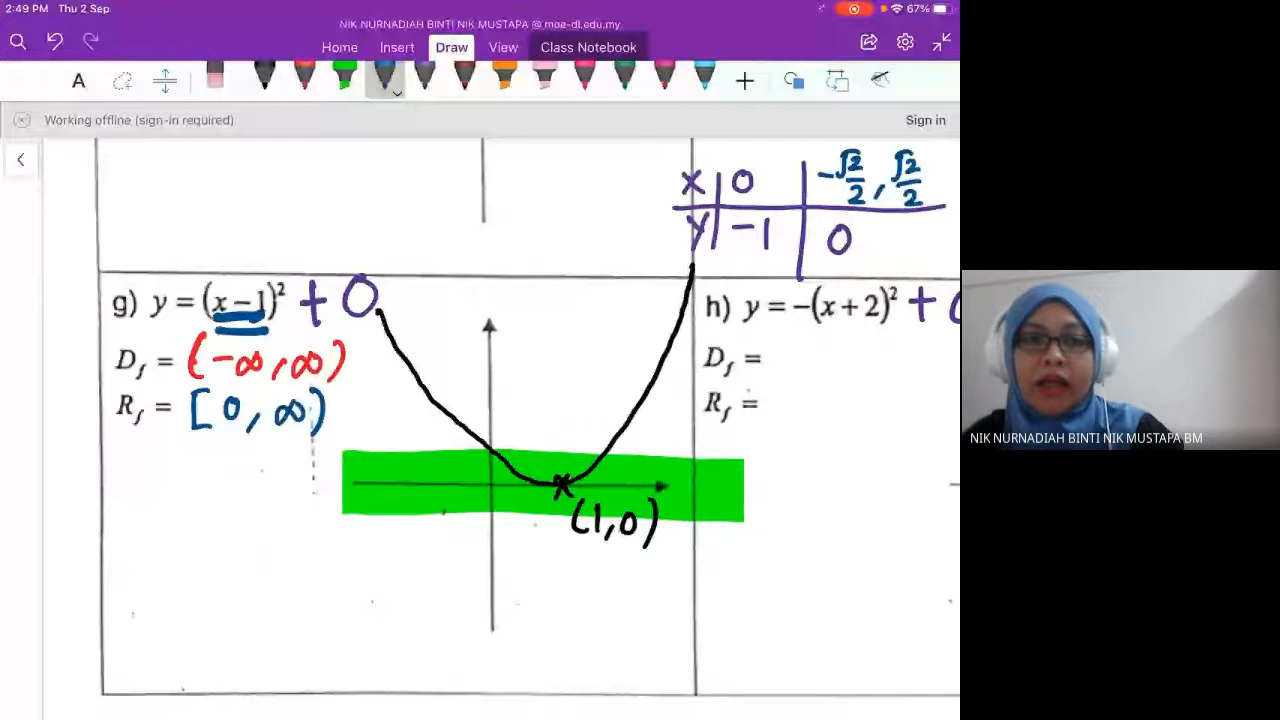 2:49 PM Thu 2 Sep
67%
NIK NURNADIAH BINTI NIK MUSTAPA @ moe-dl.edu.my
Home Insert Draw View Class Notebook
A
Working offline (sign-in required)
Sign in
x 0 -√2/2, √2/2
y -1 0
g) y = (x − 1)² + 0
D_f = (-∞, ∞)
R_f = [0, ∞)
(1, 0)
h) y = −(x + 2)² +
D_f =
R_f =
NIK NURNADIAH BINTI NIK MUSTAPA BM